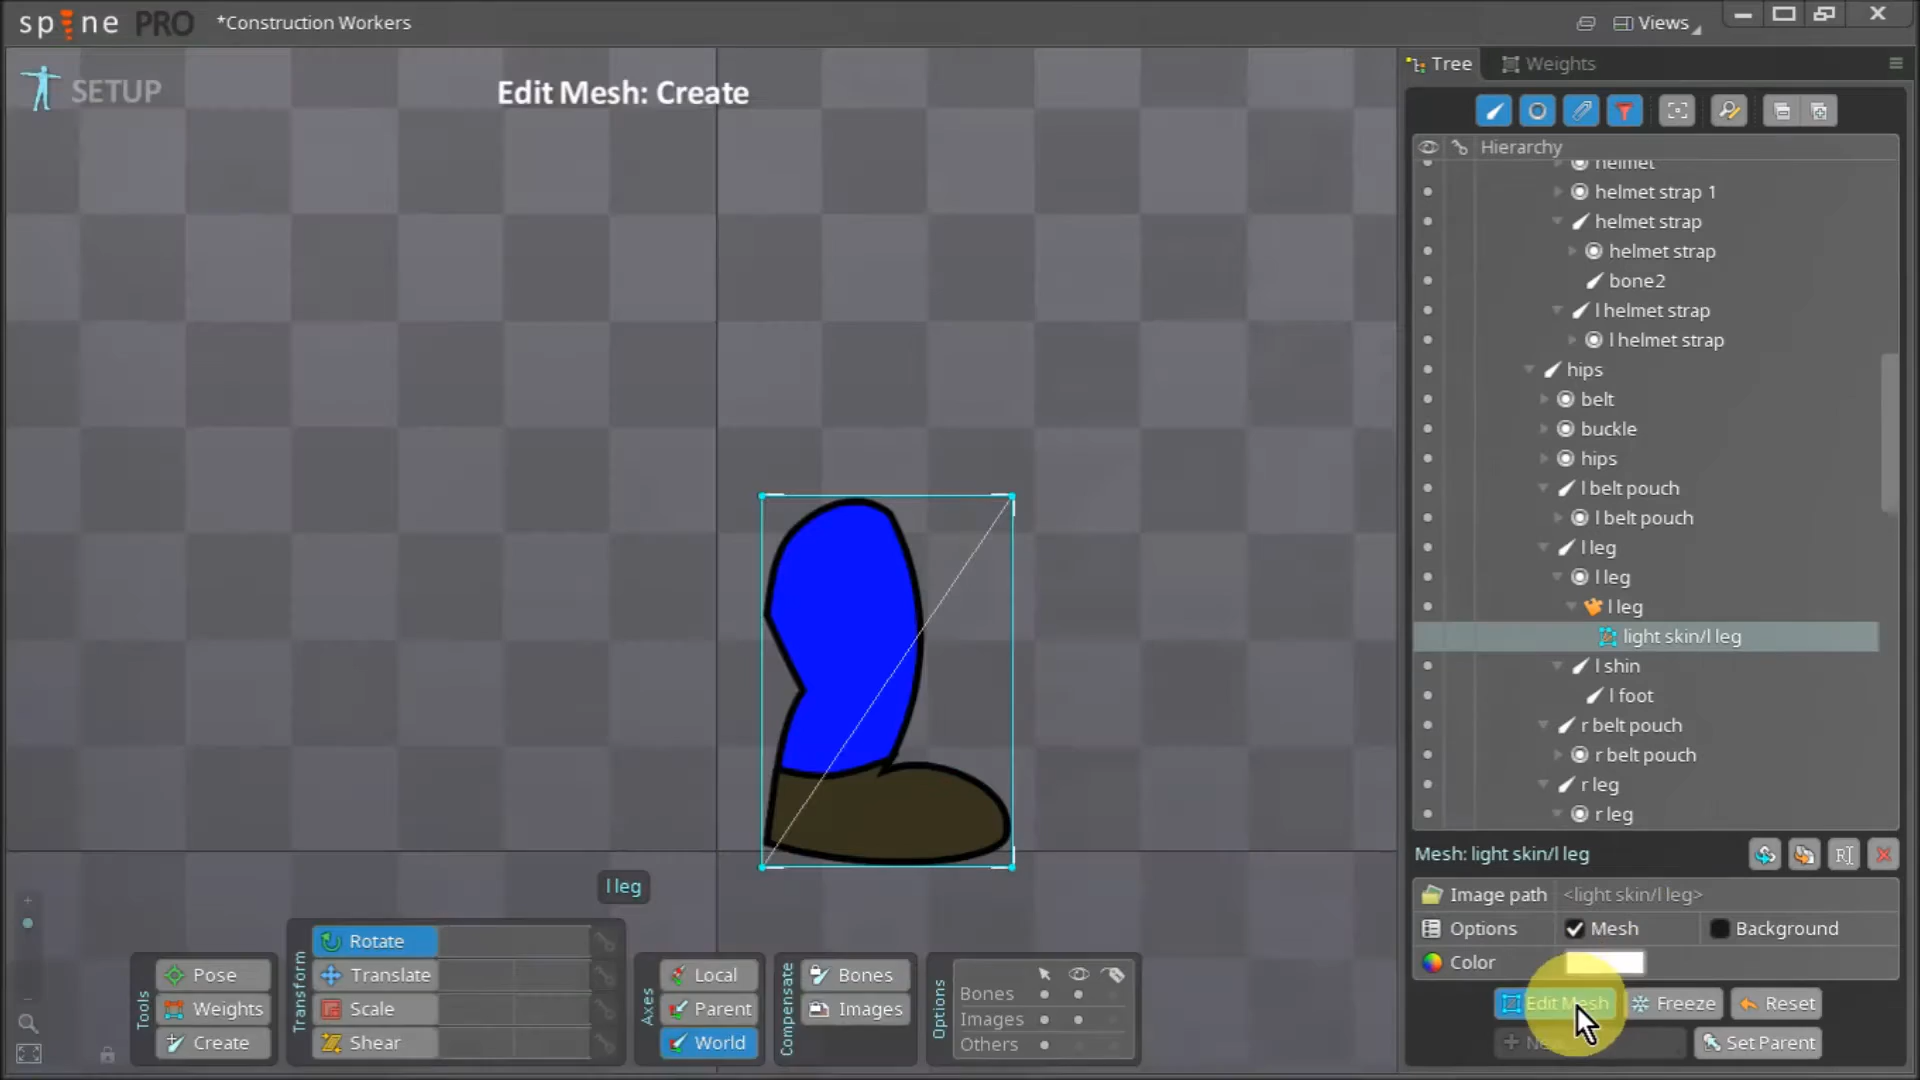 spine PRO *Construction Workers Views
SETUP
Edit Mesh: Create
Tree Weights
Hierarchy
helmet
helmet strap 1
helmet strap
helmet strap
bone2
l helmet strap
l helmet strap
hips
belt
buckle
hips
l belt pouch
l belt pouch
l leg
l leg
l leg
light skin/l leg
l shin
l foot
r belt pouch
r belt pouch
r leg
r leg
Mesh: light skin/l leg
Image path <light skin/l leg>
Options Mesh Background
Color
Edit Mesh Freeze Reset
Set Parent
l leg
Tools
Pose
Weights
Create
Transform
Rotate
Translate
Scale
Shear
Axes
Local
Parent
World
Compensate
Bones
Images
Options
Bones
Images
Others